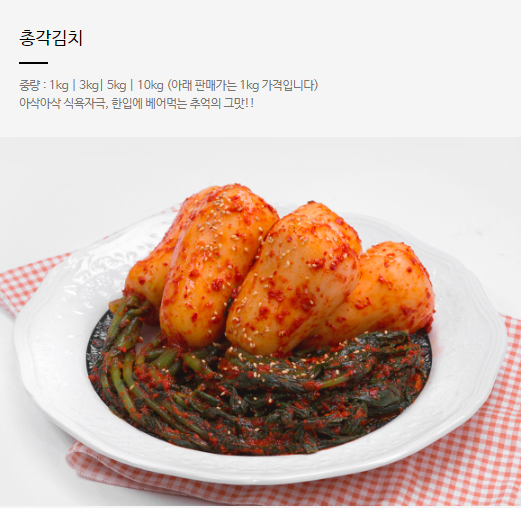 총각김치
중량 : 1kg | 3kg| 5kg | 10kg (아래 판매가는 1kg 가격입니다)
아삭아삭 식욕자극, 한입에 베어먹는 추억의 그맛!!